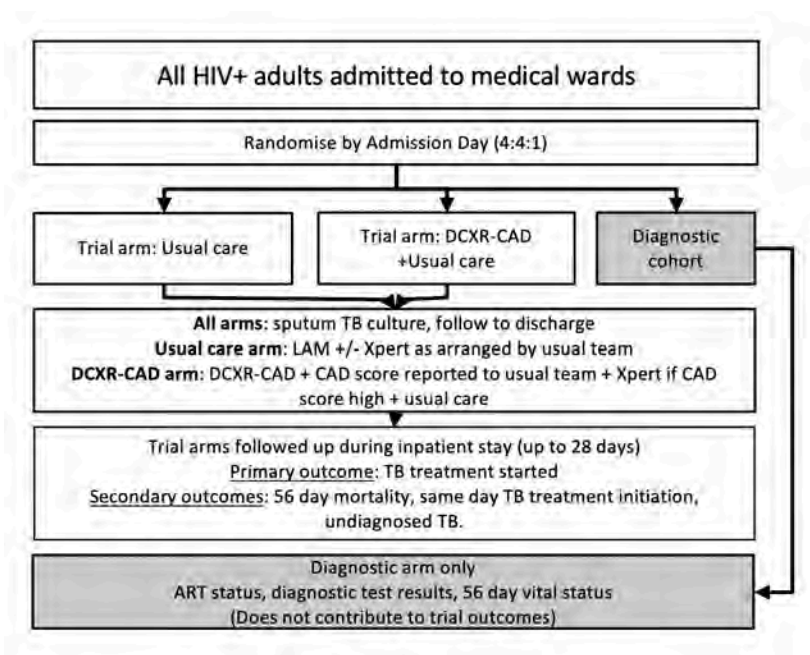 All HIV+ adults admitted to medical wards
Randomise by Admission Day (4:4:1)
Trial arm: Usual care
Trial arm: DCXR-CAD
+Usual care
Diagnostic
cohort
All arms: sputum TB culture, follow to discharge
Usual care arm: LAM +/- Xpert as arranged by usual team
DCXR-CAD arm: DCXR-CAD + CAD score reported to usual team + Xpert if CAD
score high + usual care
Trial arms followed up during inpatient stay (up to 28 days)
Primary outcome: TB treatment started
Secondary outcomes: 56 day mortality, same day TB treatment initiation,
undiagnosed TB.
Diagnostic arm only
ART status, diagnostic test results, 56 day vital status
(Does not contribute to trial outcomes)